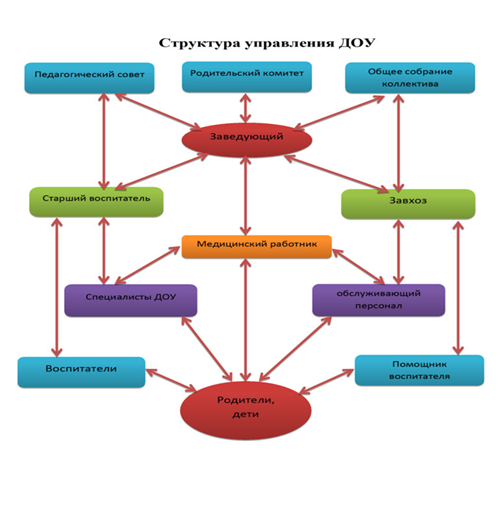 Структура управления ДОУ
Педагогический совет
Родительский комитет
Общее собрание
коллектива
Заведующий
Старший воспитатель
Завхоз
Медицинский работник
Специалисты ДОУ
обслуживающий
персонал
Воспитатели
Помощник
воспитателя
Родители,
дети